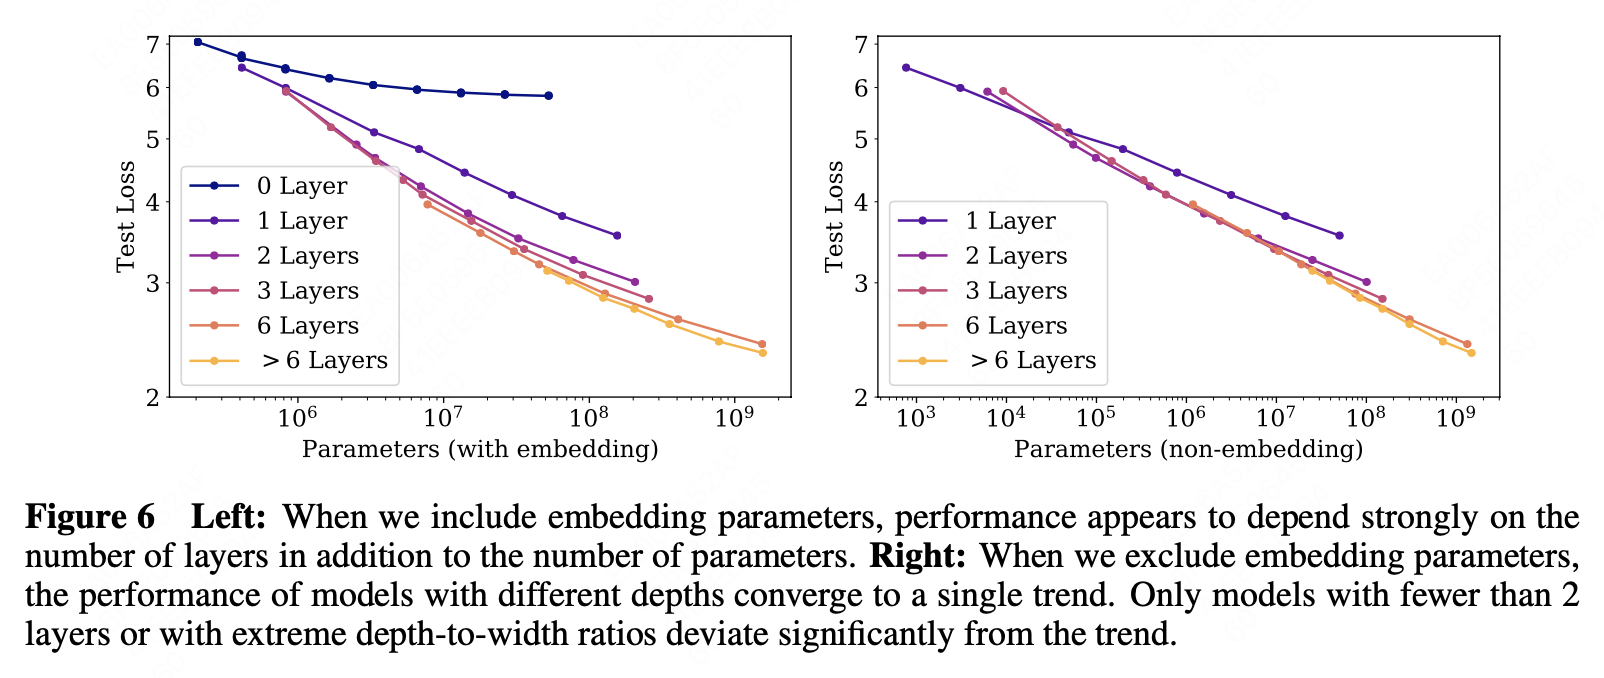 7
6
5
4
3
2
Test Loss
0 Layer
1 Layer
2 Layers
3 Layers
6 Layers
> 6 Layers
10^6
10^7
10^8
10^9
Parameters (with embedding)
7
6
5
4
3
2
Test Loss
1 Layer
2 Layers
3 Layers
6 Layers
> 6 Layers
10^3
10^4
10^5
10^6
10^7
10^8
10^9
Parameters (non-embedding)
Figure 6 Left: When we include embedding parameters, performance appears to depend strongly on the
number of layers in addition to the number of parameters. Right: When we exclude embedding parameters,
the performance of models with different depths converge to a single trend. Only models with fewer than 2
layers or with extreme depth-to-width ratios deviate significantly from the trend.